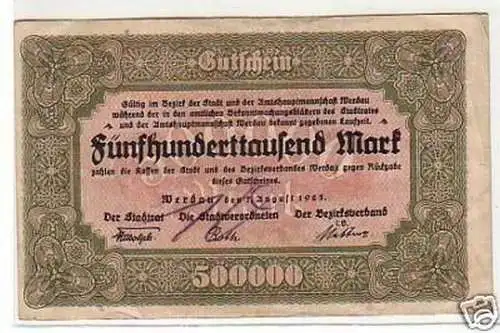 Gutschein
Gültig im Bezirk der Stadt und der Amtshauptmannschaft Werdau
während der in den amtlichen Bekanntmachungsblättern des Stadtrates
und der Amtshauptmannschaft Werdau bekannt gegebenen Laufzeit.
Fünfhunderttausend Mark
zahlen die Kassen der Stadt und des Bezirksverbandes Werdau gegen Rückgabe
dieses Gutscheines.
Werdau, den 7. August 1923.
Der Stadtrat Die Stadtverordneten Der Bezirksverband
500000